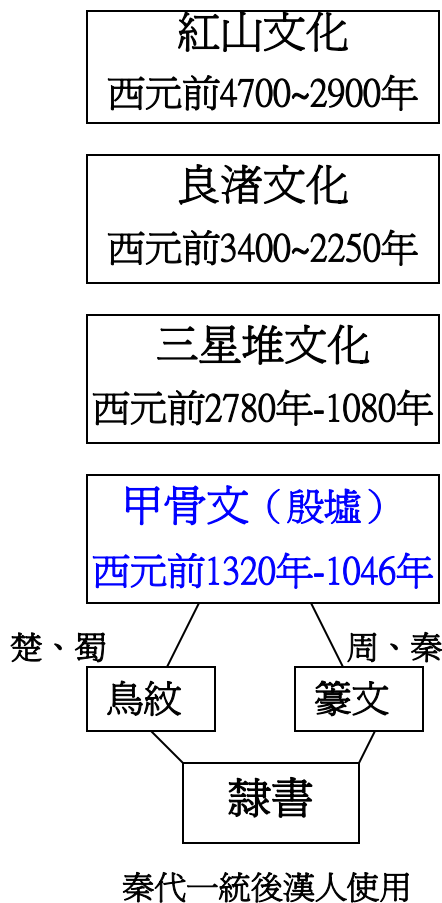 紅山文化
西元前4700~2900年
良渚文化
西元前3400~2250年
三星堆文化
西元前2780年-1080年
甲骨文（殷墟）
西元前1320年-1046年
楚、蜀
周、秦
鳥紋
篆文
隸書
秦代一統後漢人使用